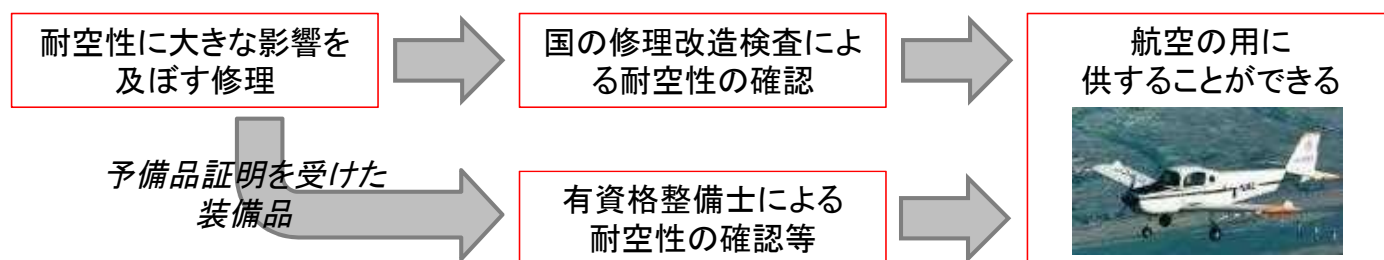 耐空性に大きな影響を
及ぼす修理
国の修理改造検査によ
る耐空性の確認
航空の用に
供することができる
予備品証明を受けた
装備品
有資格整備士による
耐空性の確認等